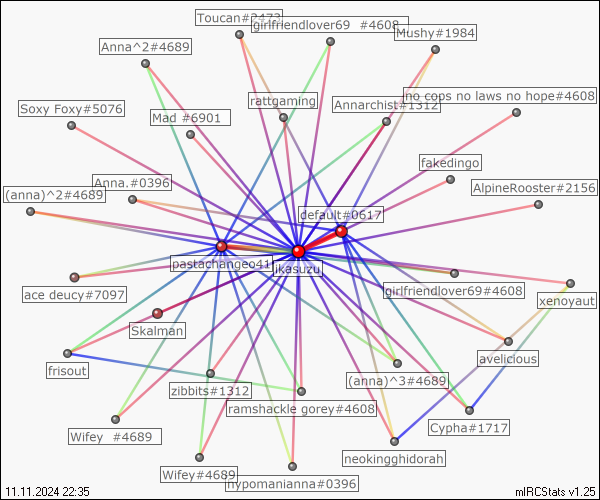 Toucan#2473
girlfriendlover69 #4608
Mushy#1984
Anna^2#4689
no cops no laws no hope#4608
rattgaming
Annarchist#1312
Soxy Foxy#5076
Mad #6901
fakedingo
Anna.#0396
AlpineRooster#2156
(anna)^2#4689
default#0617
pastachangeo41
jikasuzu
ace deucy#7097
girlfriendlover69#4608
xenoyaut
Skalman
avelicious
frisout
(anna)^3#4689
zibbits#1312
ramshackle gorey#4608
Cypha#1717
Wifey #4689
neokingghidorah
Wifey#4689
hypomanianna#0396
11.11.2024 22:35
mIRCStats v1.25